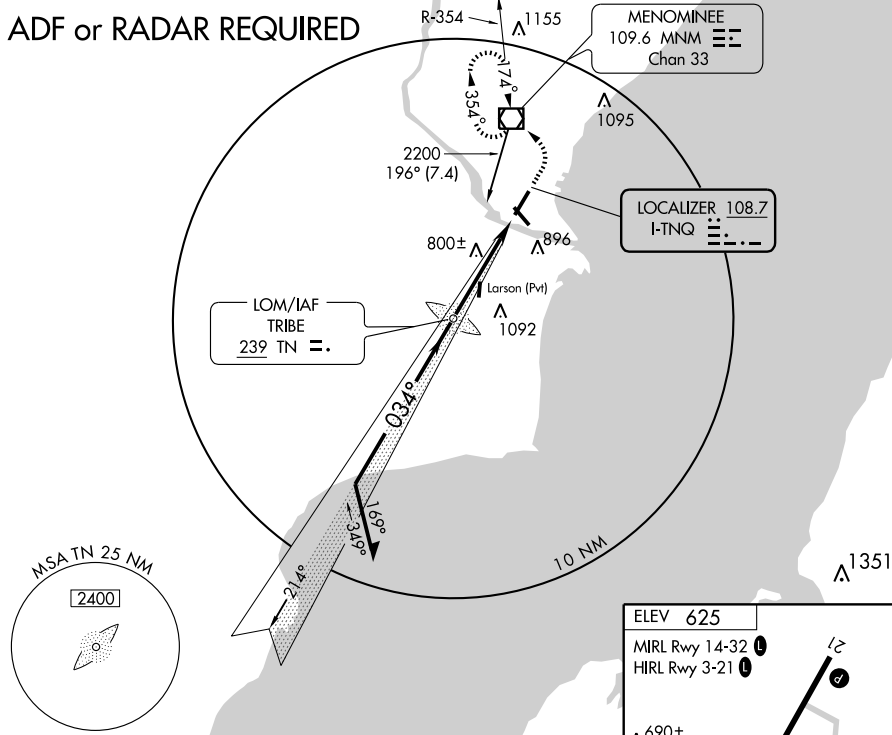 ADF or RADAR REQUIRED
R-354
1155
MENOMINEE
109.6 MNM
Chan 33
174°
354°
1095
2200
196° (7.4)
LOCALIZER 108.7
I-TNQ
800±
896
Larson (Pvt)
1092
LOM/IAF
TRIBE
239 TN
034°
169°
349°
214°
10 NM
MSA TN 25 NM
2400
1351
ELEV 625
MIRL Rwy 14-32 L
HIRL Rwy 3-21 L
21
P
690±